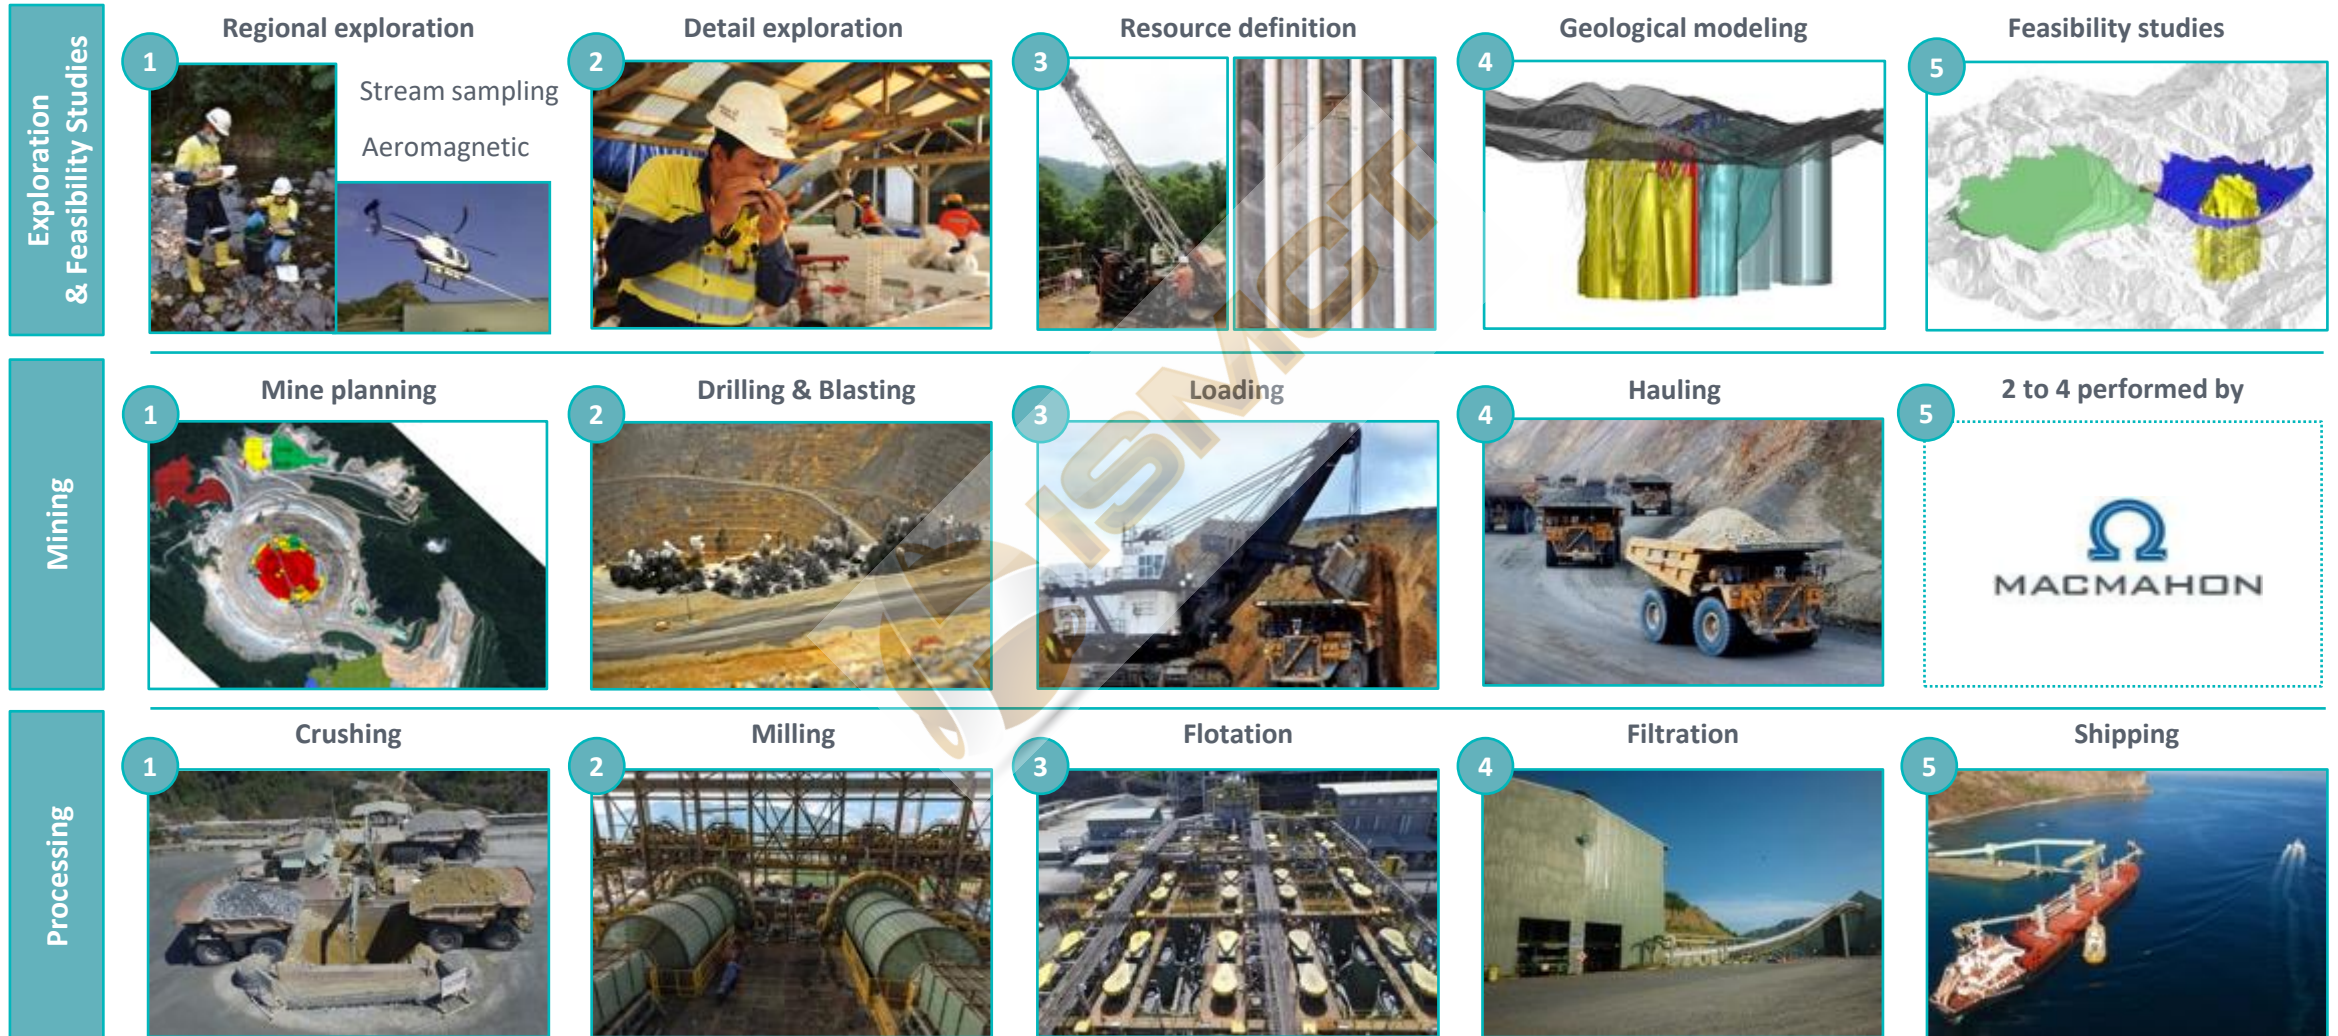 Exploration
& Feasibility Studies
Regional exploration
Detail exploration
Resource definition
Geological modeling
Feasibility studies
1
2
3
4
5
Stream sampling
Aeromagnetic
Mining
Mine planning
Drilling & Blasting
Loading
Hauling
2 to 4 performed by
1
2
3
4
5
MACMAHON
ISMCT
Processing
Crushing
Milling
Flotation
Filtration
Shipping
1
2
3
4
5